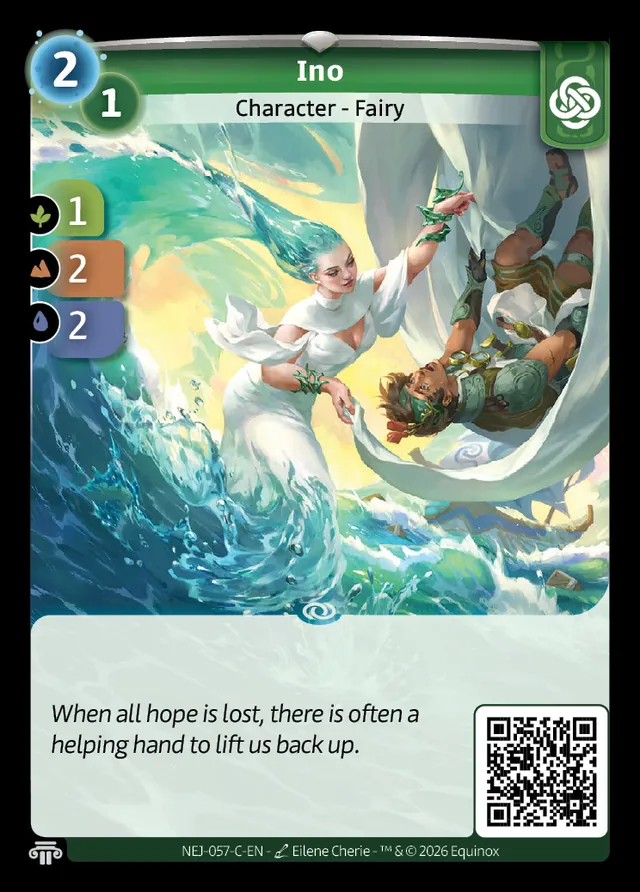 2
Ino
1
Character - Fairy
1
2
2
When all hope is lost, there is often a
helping hand to lift us back up.
NEJ-057-C-EN - Eilene Cherie - ™ & © 2026 Equinox